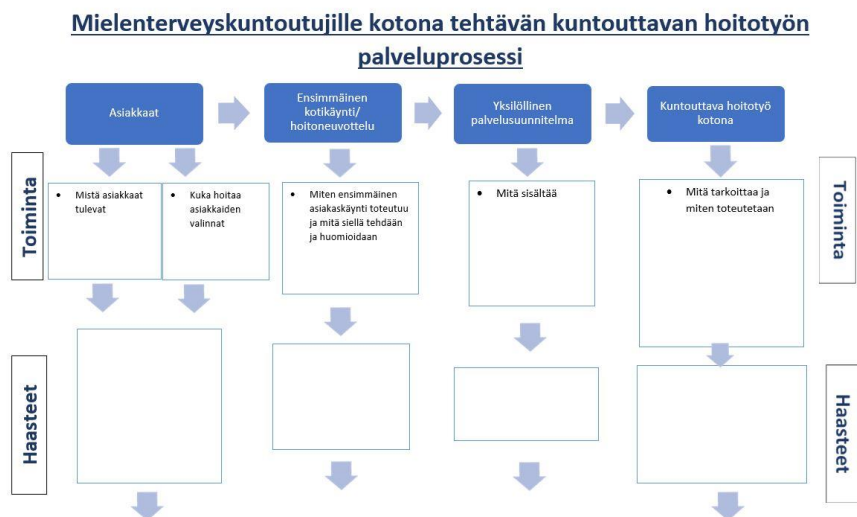 Mielenterveyskuntoutujille kotona tehtävän kuntouttavan hoitotyön
palveluprosessi
Asiakkaat
Ensimmäinen
kotikäynti/
hoitoneuvottelu
Yksilöllinen
palvelusuunnitelma
Kuntouttava hoitotyö
kotona
Toiminta
• Mistä asiakkaat
tulevat
• Kuka hoitaa
asiakkaiden
valinnat
• Miten ensimmäinen
asiakaskäynti toteutuu
ja mitä siellä tehdään
ja huomioidaan
• Mitä sisältää
• Mitä tarkoittaa ja
miten toteutetaan
Toiminta
Haasteet
Haasteet